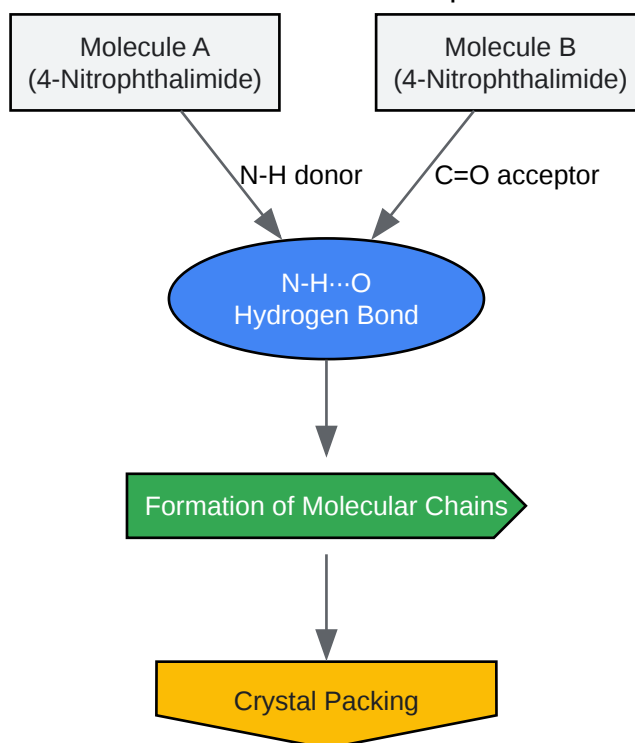 Molecule A
(4-Nitrophthalimide)
Molecule B
(4-Nitrophthalimide)
N-H donor
C=O acceptor
N-H···O
Hydrogen Bond
Formation of Molecular Chains
Crystal Packing